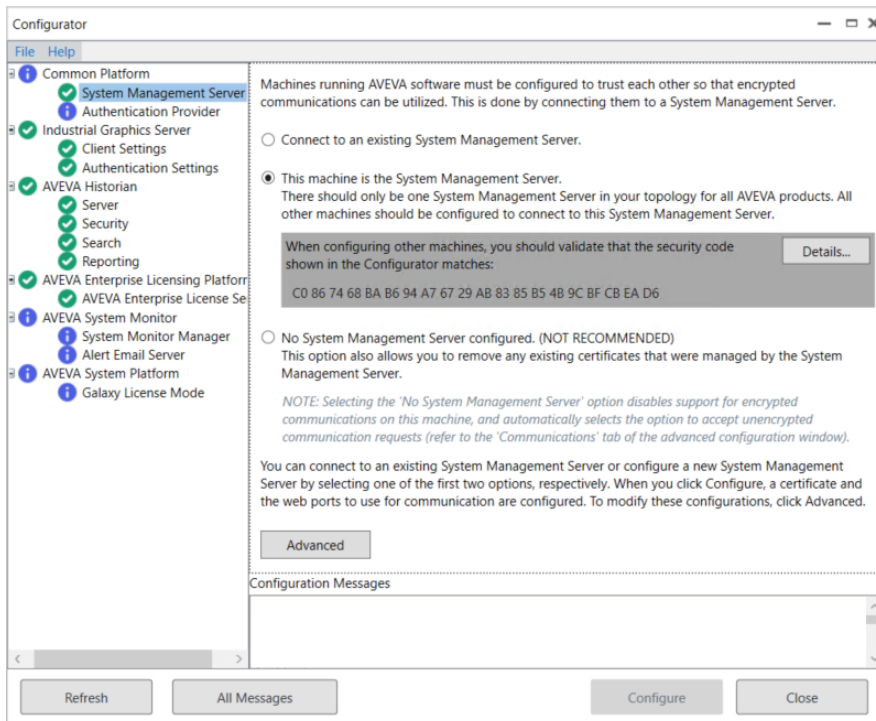 Configurator
File Help
Common Platform
System Management Server
Authentication Provider
Industrial Graphics Server
Client Settings
Authentication Settings
AVEVA Historian
Server
Security
Search
Reporting
AVEVA Enterprise Licensing Platforr
AVEVA Enterprise License Se
AVEVA System Monitor
System Monitor Manager
Alert Email Server
AVEVA System Platform
Galaxy License Mode
Machines running AVEVA software must be configured to trust each other so that encrypted
communications can be utilized. This is done by connecting them to a System Management Server.
Connect to an existing System Management Server.
This machine is the System Management Server.
There should only be one System Management Server in your topology for all AVEVA products. All
other machines should be configured to connect to this System Management Server.
When configuring other machines, you should validate that the security code
shown in the Configurator matches:
Details...
C0 86 74 68 BA B6 94 A7 67 29 AB 83 85 B5 4B 9C BF CB EA D6
No System Management Server configured. (NOT RECOMMENDED)
This option also allows you to remove any existing certificates that were managed by the System
Management Server.
NOTE: Selecting the 'No System Management Server' option disables support for encrypted
communications on this machine, and automatically selects the option to accept unencrypted
communication requests (refer to the 'Communications' tab of the advanced configuration window).
You can connect to an existing System Management Server or configure a new System Management
Server by selecting one of the first two options, respectively. When you click Configure, a certificate and
the web ports to use for communication are configured. To modify these configurations, click Advanced.
Advanced
Configuration Messages
Refresh
All Messages
Configure
Close